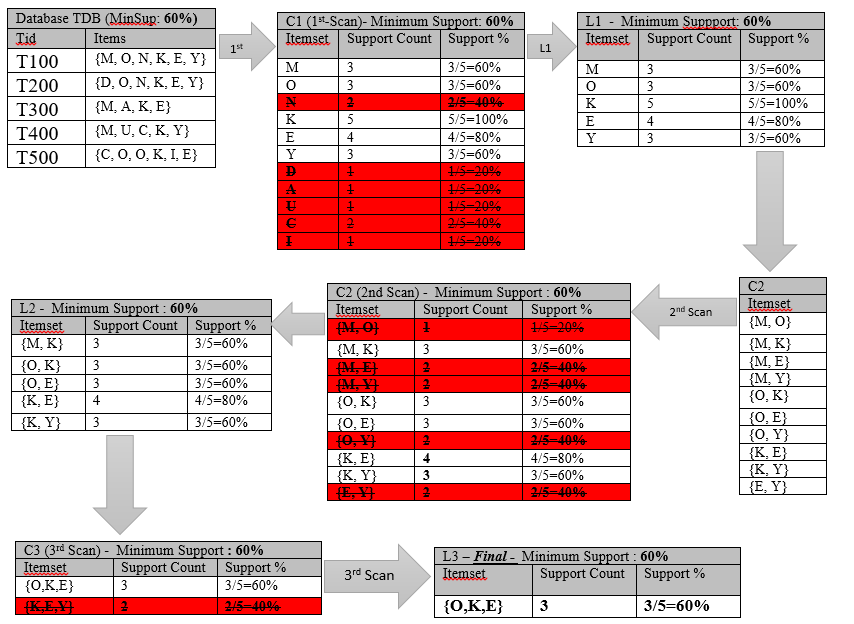 Database TDB (MinSup: 60%)
Tid Items
T100 {M, O, N, K, E, Y}
T200 {D, O, N, K, E, Y}
T300 {M, A, K, E}
T400 {M, U, C, K, Y}
T500 {C, O, O, K, I, E}
1st
C1 (1st-Scan)- Minimum Support: 60%
Itemset Support Count Support %
M 3 3/5=60%
O 3 3/5=60%
N 2 2/5=40%
K 5 5/5=100%
E 4 4/5=80%
Y 3 3/5=60%
D 1 1/5=20%
A 1 1/5=20%
U 1 1/5=20%
C 2 2/5=40%
I 1 1/5=20%
L1
L1 - Minimum Suppport: 60%
Itemset Support Count Support %
M 3 3/5=60%
O 3 3/5=60%
K 5 5/5=100%
E 4 4/5=80%
Y 3 3/5=60%
C2
Itemset
{M, O}
{M, K}
{M, E}
{M, Y}
{O, K}
{O, E}
{O, Y}
{K, E}
{K, Y}
{E, Y}
2nd Scan
C2 (2nd Scan) - Minimum Support : 60%
Itemset Support Count Support %
{M, O} 1 1/5=20%
{M, K} 3 3/5=60%
{M, E} 2 2/5=40%
{M, Y} 2 2/5=40%
{O, K} 3 3/5=60%
{O, E} 3 3/5=60%
{O, Y} 2 2/5=40%
{K, E} 4 4/5=80%
{K, Y} 3 3/5=60%
{E, Y} 2 2/5=40%
L2 - Minimum Support : 60%
Itemset Support Count Support %
{M, K} 3 3/5=60%
{O, K} 3 3/5=60%
{O, E} 3 3/5=60%
{K, E} 4 4/5=80%
{K, Y} 3 3/5=60%
C3 (3rd Scan) - Minimum Support : 60%
Itemset Support Count Support %
{O,K,E} 3 3/5=60%
{K,E,Y} 2 2/5=40%
3rd Scan
L3 – Final - Minimum Support : 60%
Itemset Support Count Support %
{O,K,E} 3 3/5=60%